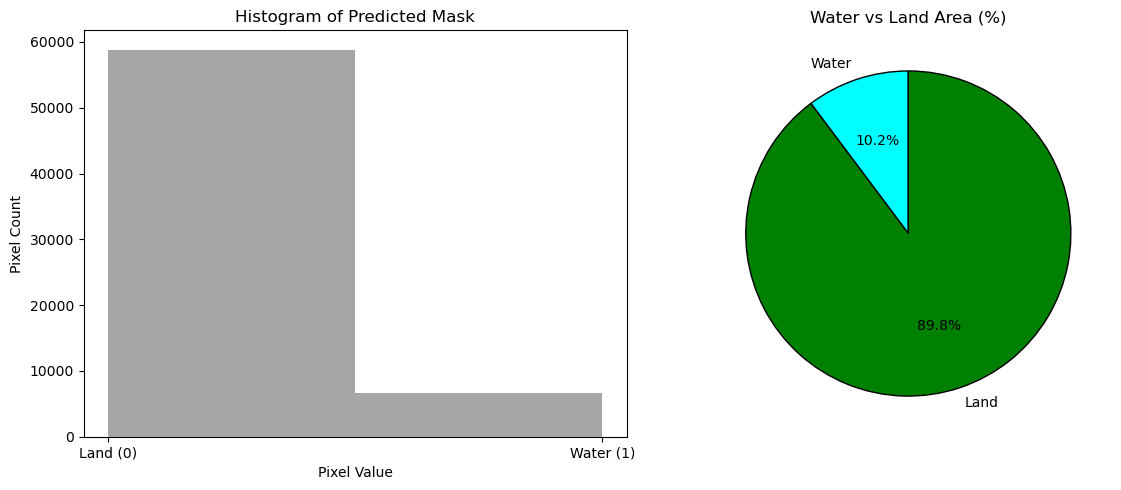 Histogram of Predicted Mask
60000
50000
40000
30000
20000
10000
0
Pixel Count
Land (0)
Water (1)
Pixel Value
Water vs Land Area (%)
Water
10.2%
89.8%
Land